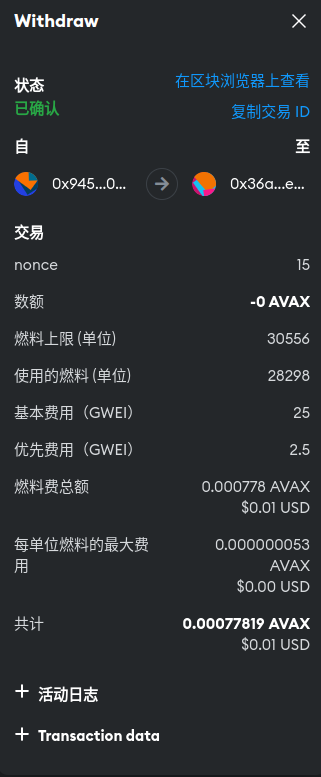 Withdraw
状态
在区块浏览器上查看
已确认
复制交易 ID
自
至
0x945...0...
0x36a...e...
交易
nonce
15
数额
-0 AVAX
燃料上限 (单位)
30556
使用的燃料 (单位)
28298
基本费用（GWEI）
25
优先费用（GWEI）
2.5
燃料费总额
0.000778 AVAX
$0.01 USD
每单位燃料的最大费
用
0.000000053
AVAX
$0.00 USD
共计
0.00077819 AVAX
$0.01 USD
活动日志
Transaction data